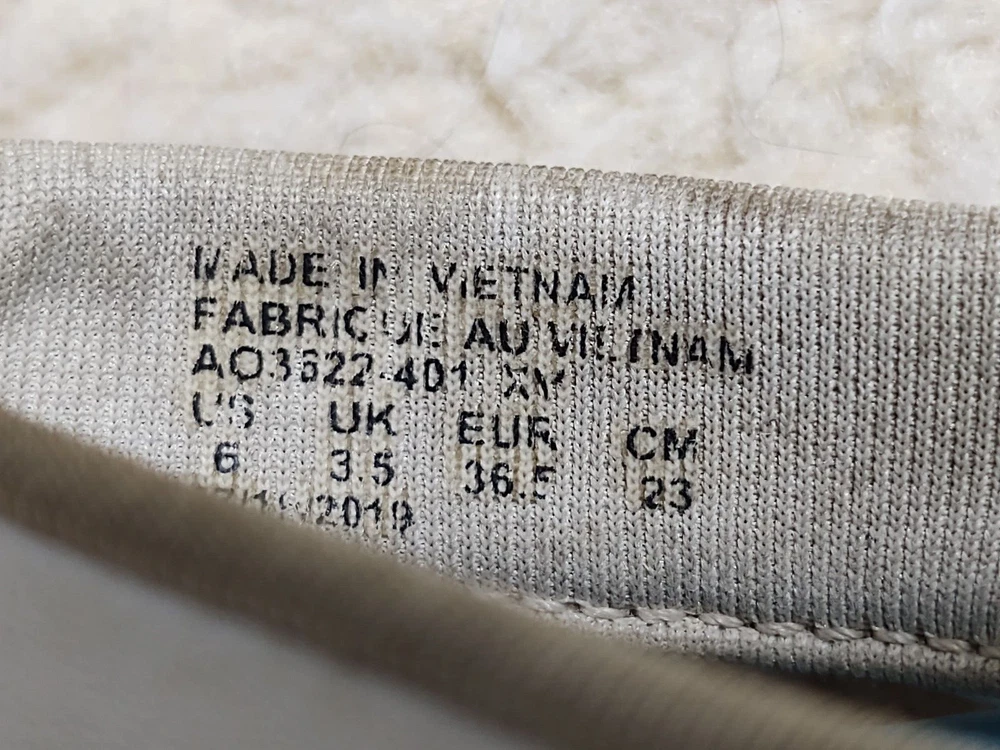 MADE IN VIETNAM
FABRIQUE AU VIETNAM
AO3622-401 XY
US UK EUR CM
6 3.5 36.5 23
2019